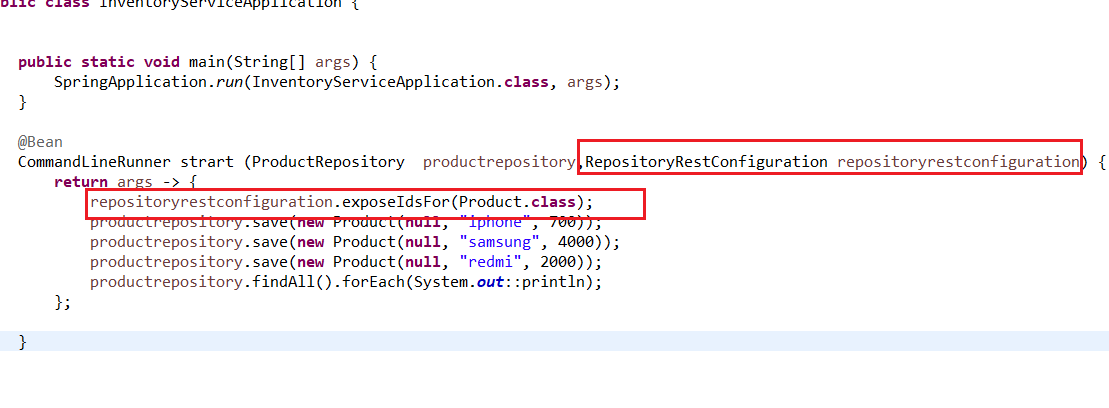 blic class InventoryServiceApplication {
public static void main(String[] args) {
SpringApplication.run(InventoryServiceApplication.class, args);
}
@Bean
CommandLineRunner strart (ProductRepository productrepository,RepositoryRestConfiguration repositoryrestconfiguration) {
return args -> {
repositoryrestconfiguration.exposeIdsFor(Product.class);
productrepository.save(new Product(null, "iphone", 700));
productrepository.save(new Product(null, "samsung", 4000));
productrepository.save(new Product(null, "redmi", 2000));
productrepository.findAll().forEach(System.out::println);
};
}